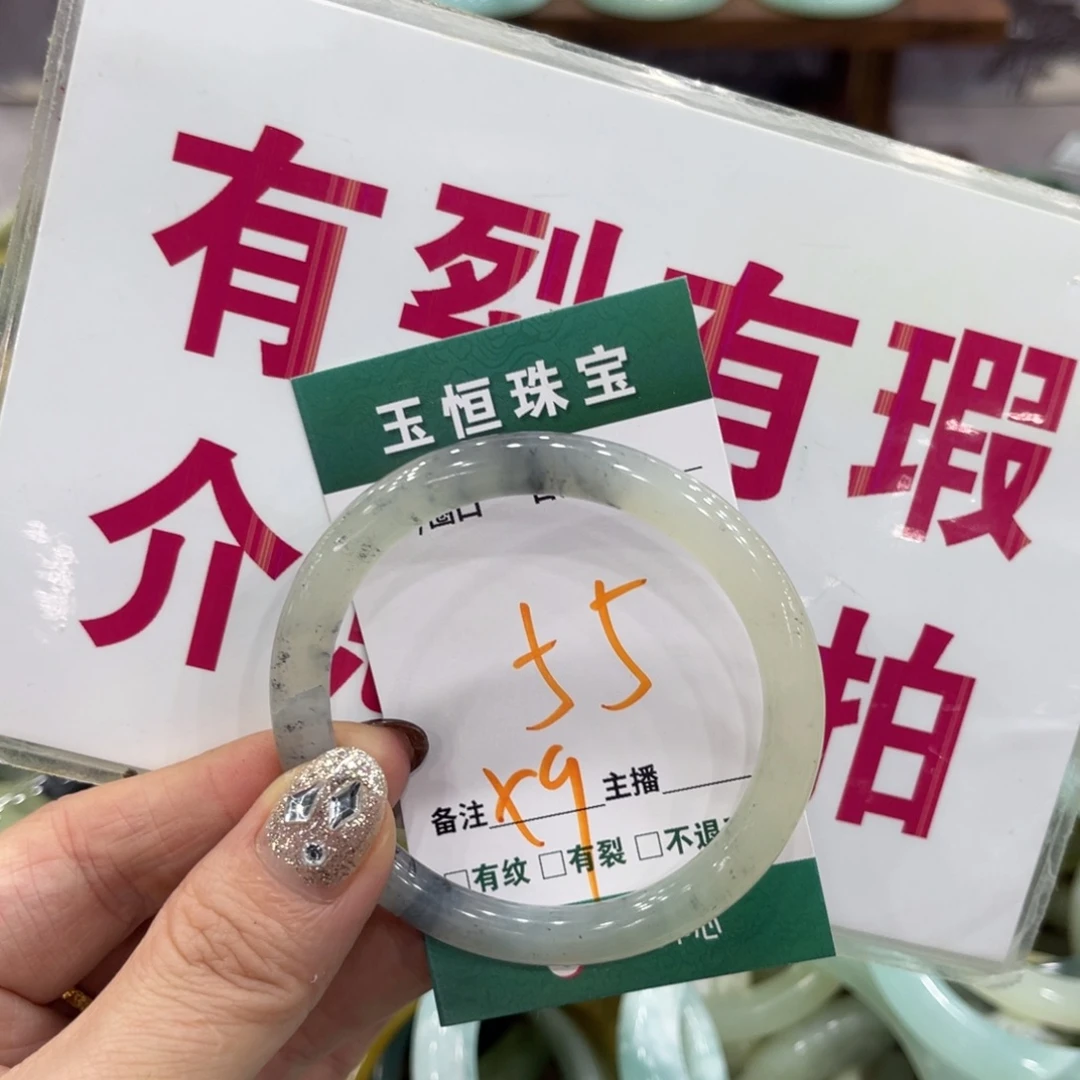 有裂有瑕
介 拍
玉恒珠宝
55
备注 x9 主播
□有纹 □有裂 □不退